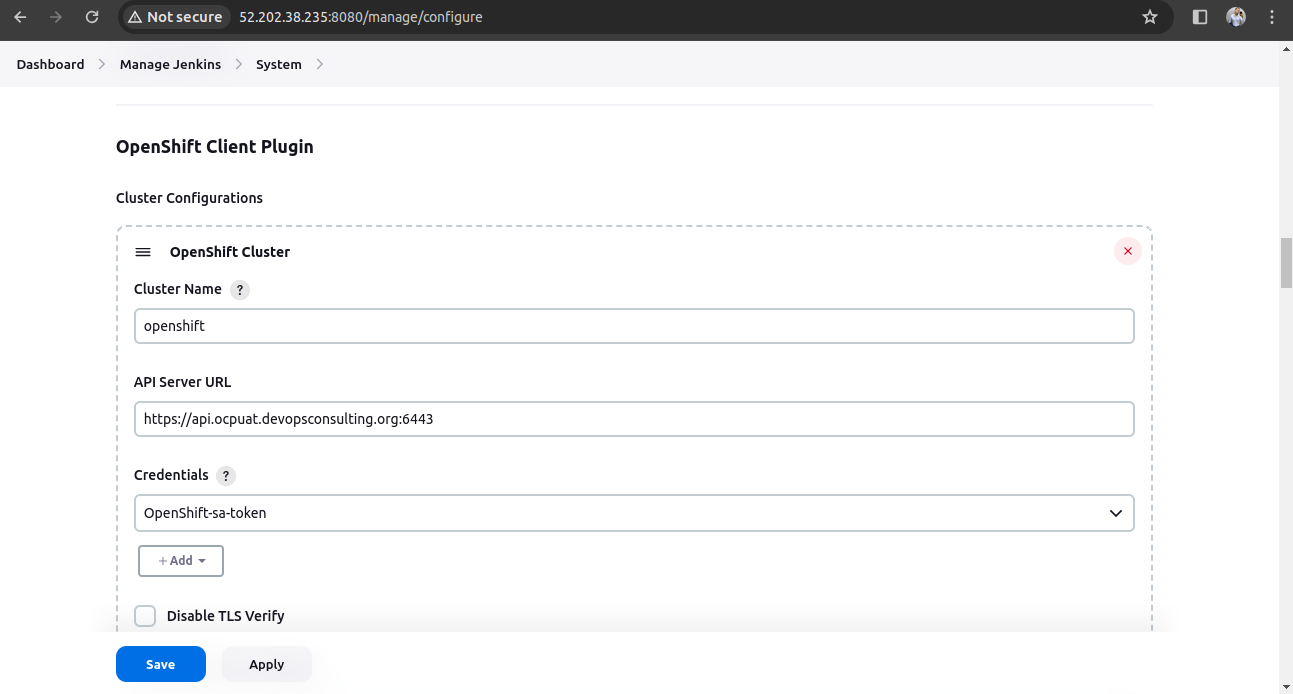 Not secure 52.202.38.235:8080/manage/configure
Dashboard Manage Jenkins System
OpenShift Client Plugin
Cluster Configurations
OpenShift Cluster
Cluster Name ?
openshift
API Server URL
https://api.ocpuat.devopsconsulting.org:6443
Credentials ?
OpenShift-sa-token
+ Add
Disable TLS Verify
Save Apply